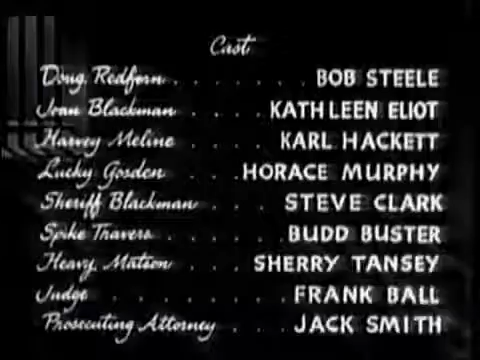 Cast
Doug Redfern . . . . . . . BOB STEELE
Joan Blackman . . . . . KATHLEEN ELIOT
Harvey Meline . . . . . KARL HACKETT
Lucky Gosden . . . HORACE MURPHY
Sheriff Blackman . . . . STEVE CLARK
Spike Travers . . . . . . BUDD BUSTER
Heavy, Matson . . . . SHERRY TANSEY
Judge . . . . . . . . . FRANK BALL
Prosecuting Attorney . . . JACK SMITH